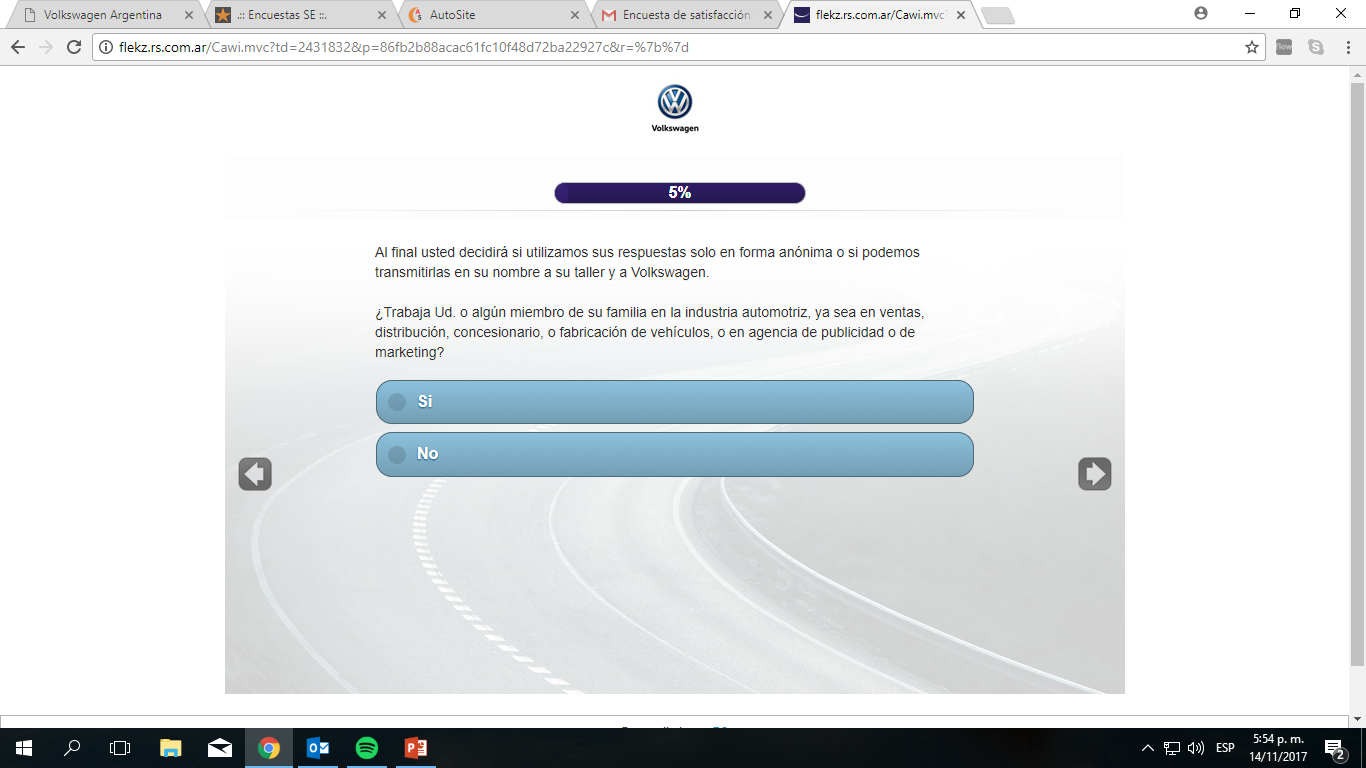 Volkswagen Argentina
.:: Encuestas SE ::.
AutoSite
Encuesta de satisfacción
flekz.rs.com.ar/Cawi.mvc
flekz.rs.com.ar/Cawi.mvc?td=2431832&p=86fb2b88acac61fc10f48d72ba22927c&r=%7b%7d
flow
Volkswagen
5%
Al final usted decidirá si utilizamos sus respuestas solo en forma anónima o si podemos
transmitirlas en su nombre a su taller y a Volkswagen.
¿Trabaja Ud. o algún miembro de su familia en la industria automotriz, ya sea en ventas,
distribución, concesionario, o fabricación de vehículos, o en agencia de publicidad o de
marketing?
Si
No
ESP
5:54 p. m.
14/11/2017
2